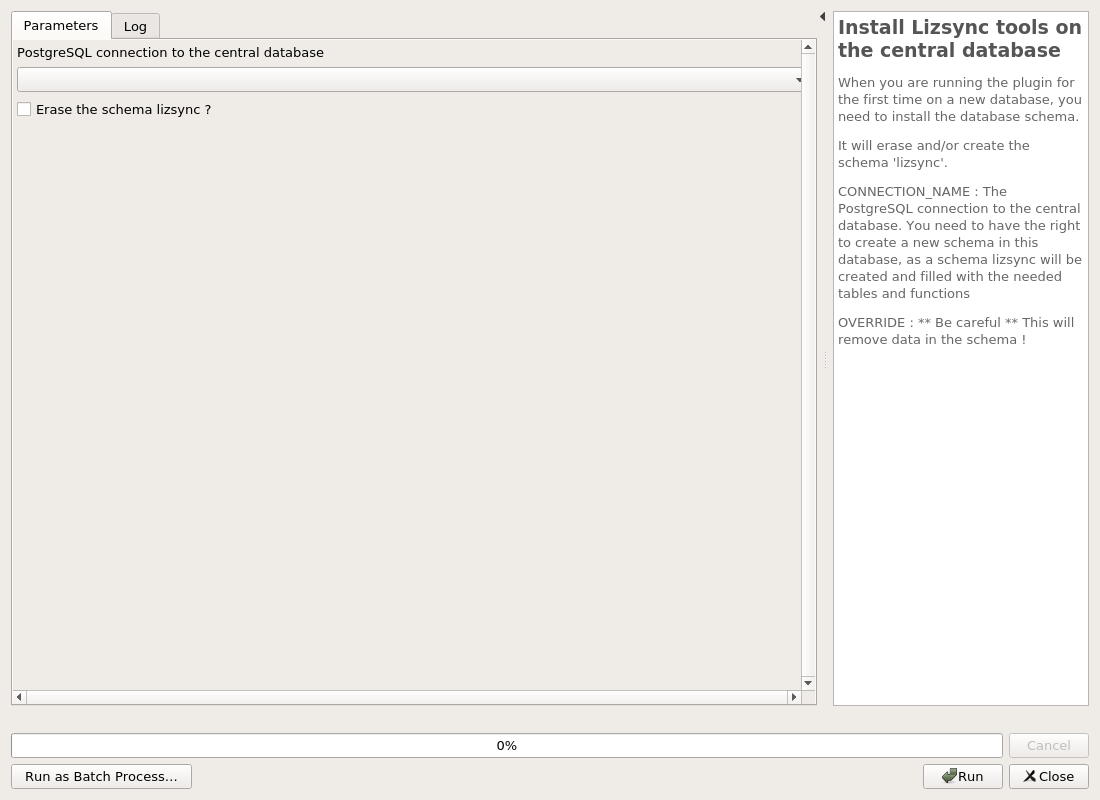 Parameters
Log
PostgreSQL connection to the central database
Erase the schema lizsync ?
Install Lizsync tools on
the central database
When you are running the plugin for
the first time on a new database, you
need to install the database schema.
It will erase and/or create the
schema 'lizsync'.
CONNECTION_NAME : The
PostgreSQL connection to the central
database. You need to have the right
to create a new schema in this
database, as a schema lizsync will be
created and filled with the needed
tables and functions
OVERRIDE : ** Be careful ** This will
remove data in the schema !
0%
Cancel
Run as Batch Process...
Run
Close